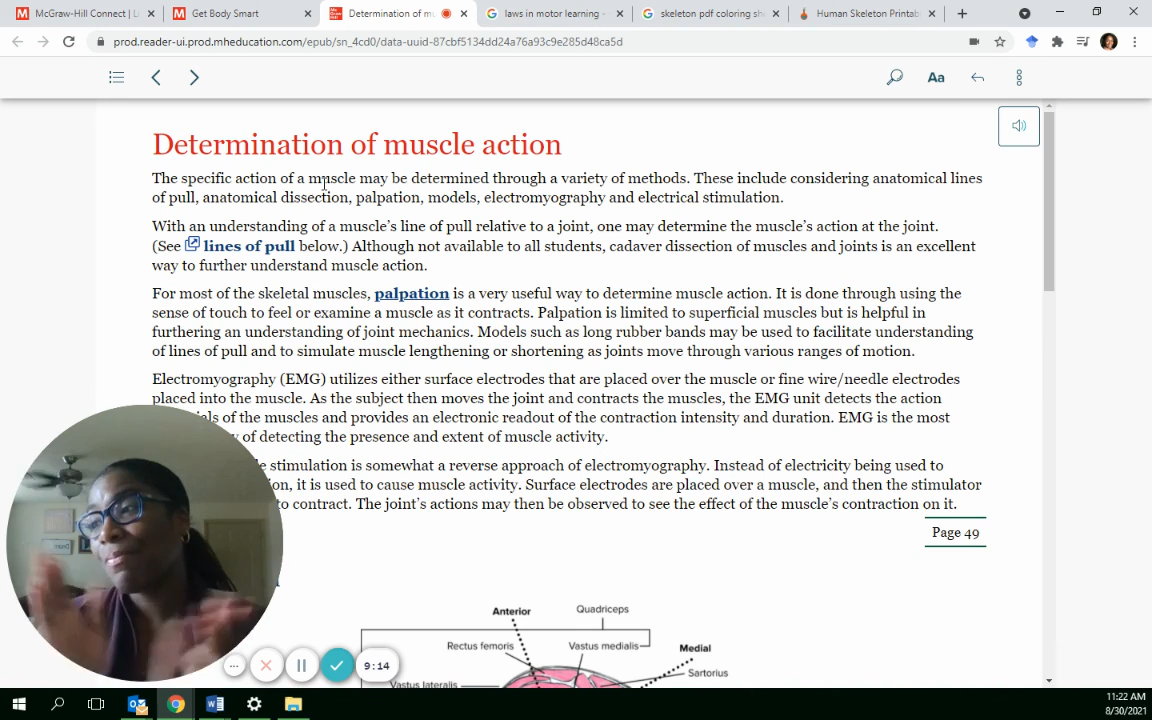 McGraw-Hill Connect | Li
Get Body Smart
Determination of mu
laws in motor learning -
skeleton pdf coloring sh
Human Skeleton Printab
prod.reader-ui.prod.mheducation.com/epub/sn_4cd0/data-uuid-87cbf5134dd24a76a93c9e285d48ca5d
Aa
Determination of muscle action
The specific action of a muscle may be determined through a variety of methods. These include considering anatomical lines
of pull, anatomical dissection, palpation, models, electromyography and electrical stimulation.
With an understanding of a muscle's line of pull relative to a joint, one may determine the muscle's action at the joint.
(See lines of pull below.) Although not available to all students, cadaver dissection of muscles and joints is an excellent
way to further understand muscle action.
For most of the skeletal muscles, palpation is a very useful way to determine muscle action. It is done through using the
sense of touch to feel or examine a muscle as it contracts. Palpation is limited to superficial muscles but is helpful in
furthering an understanding of joint mechanics. Models such as long rubber bands may be used to facilitate understanding
of lines of pull and to simulate muscle lengthening or shortening as joints move through various ranges of motion.
Electromyography (EMG) utilizes either surface electrodes that are placed over the muscle or fine wire/needle electrodes
placed into the muscle. As the subject then moves the joint and contracts the muscles, the EMG unit detects the action
als of the muscles and provides an electronic readout of the contraction intensity and duration. EMG is the most
y of detecting the presence and extent of muscle activity.
e stimulation is somewhat a reverse approach of electromyography. Instead of electricity being used to
on, it is used to cause muscle activity. Surface electrodes are placed over a muscle, and then the stimulator
to contract. The joint's actions may then be observed to see the effect of the muscle's contraction on it.
Page 49
Anterior
Quadriceps
Rectus femoris
Vastus medialis
Medial
Sartorius
Vastus lateralis
9:14
11:22 AM
8/30/2021